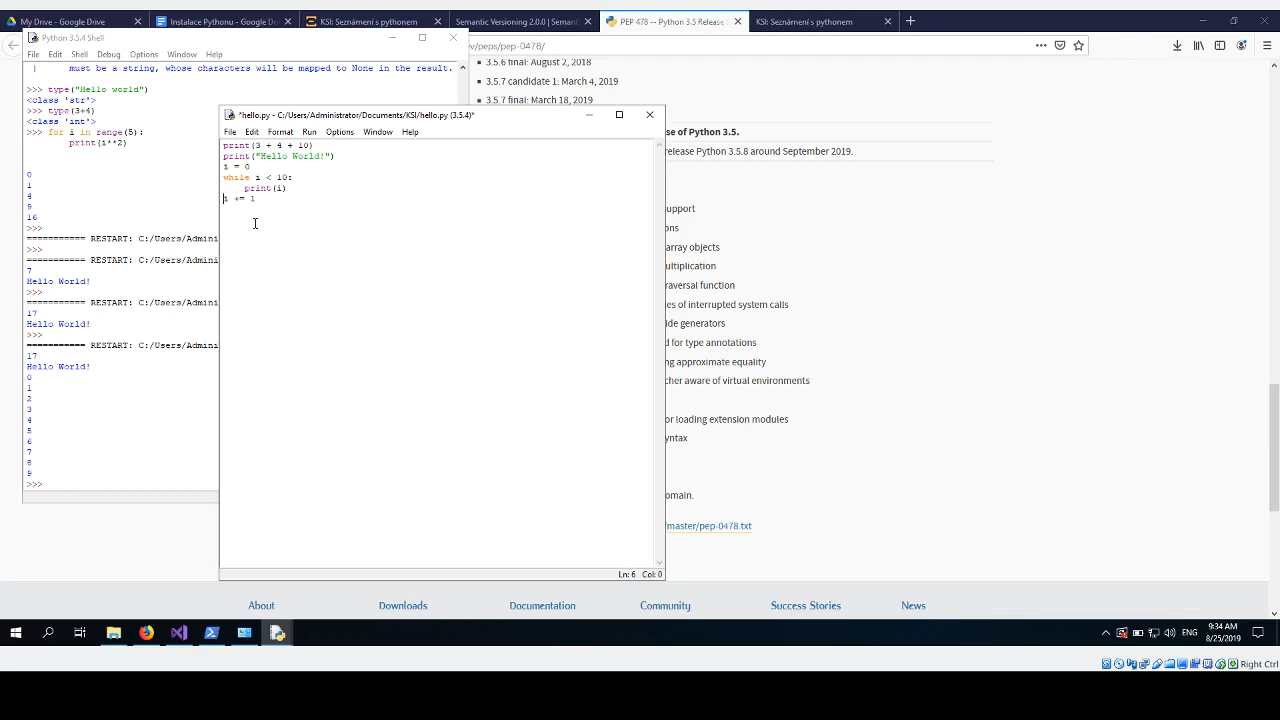 My Drive - Google Drive
Instalace Pythonu - Google Do
KSI: Seznámení s pythonem
Semantic Versioning 2.0.0 | Semant
PEP 478 -- Python 3.5 Release S
KSI: Seznámení s pythonem
ev/peps/pep-0478/
Python 3.5.4 Shell
File Edit Shell Debug Options Window Help
| must be a string, whose characters will be mapped to None in the result.
>>> type("Hello world")
<class 'str'>
>>> type(3+4)
<class 'int'>
>>> for i in range(5):
print(i**2)
0
1
4
9
16
>>>
=========== RESTART: C:/Users/Admini
>>>
=========== RESTART: C:/Users/Admini
7
Hello World!
>>>
=========== RESTART: C:/Users/Admini
17
Hello World!
>>>
=========== RESTART: C:/Users/Admini
17
Hello World!
0
1
2
3
4
5
6
7
8
9
>>>
*hello.py - C:/Users/Administrator/Documents/KSI/hello.py (3.5.4)*
File Edit Format Run Options Window Help
print(3 + 4 + 10)
print("Hello World!")
i = 0
while i < 10:
    print(i)
i += 1
Ln: 6 Col: 0
3.5.6 final: August 2, 2018
3.5.7 candidate 1: March 4, 2019
3.5.7 final: March 18, 2019
se of Python 3.5.
release Python 3.5.8 around September 2019.
support
ons
array objects
ultiplication
raversal function
es of interrupted system calls
ide generators
d for type annotations
ng approximate equality
cher aware of virtual environments
or loading extension modules
yntax
omain.
/master/pep-0478.txt
About Downloads Documentation Community Success Stories News
ENG
9:34 AM
8/25/2019
Right Ctrl